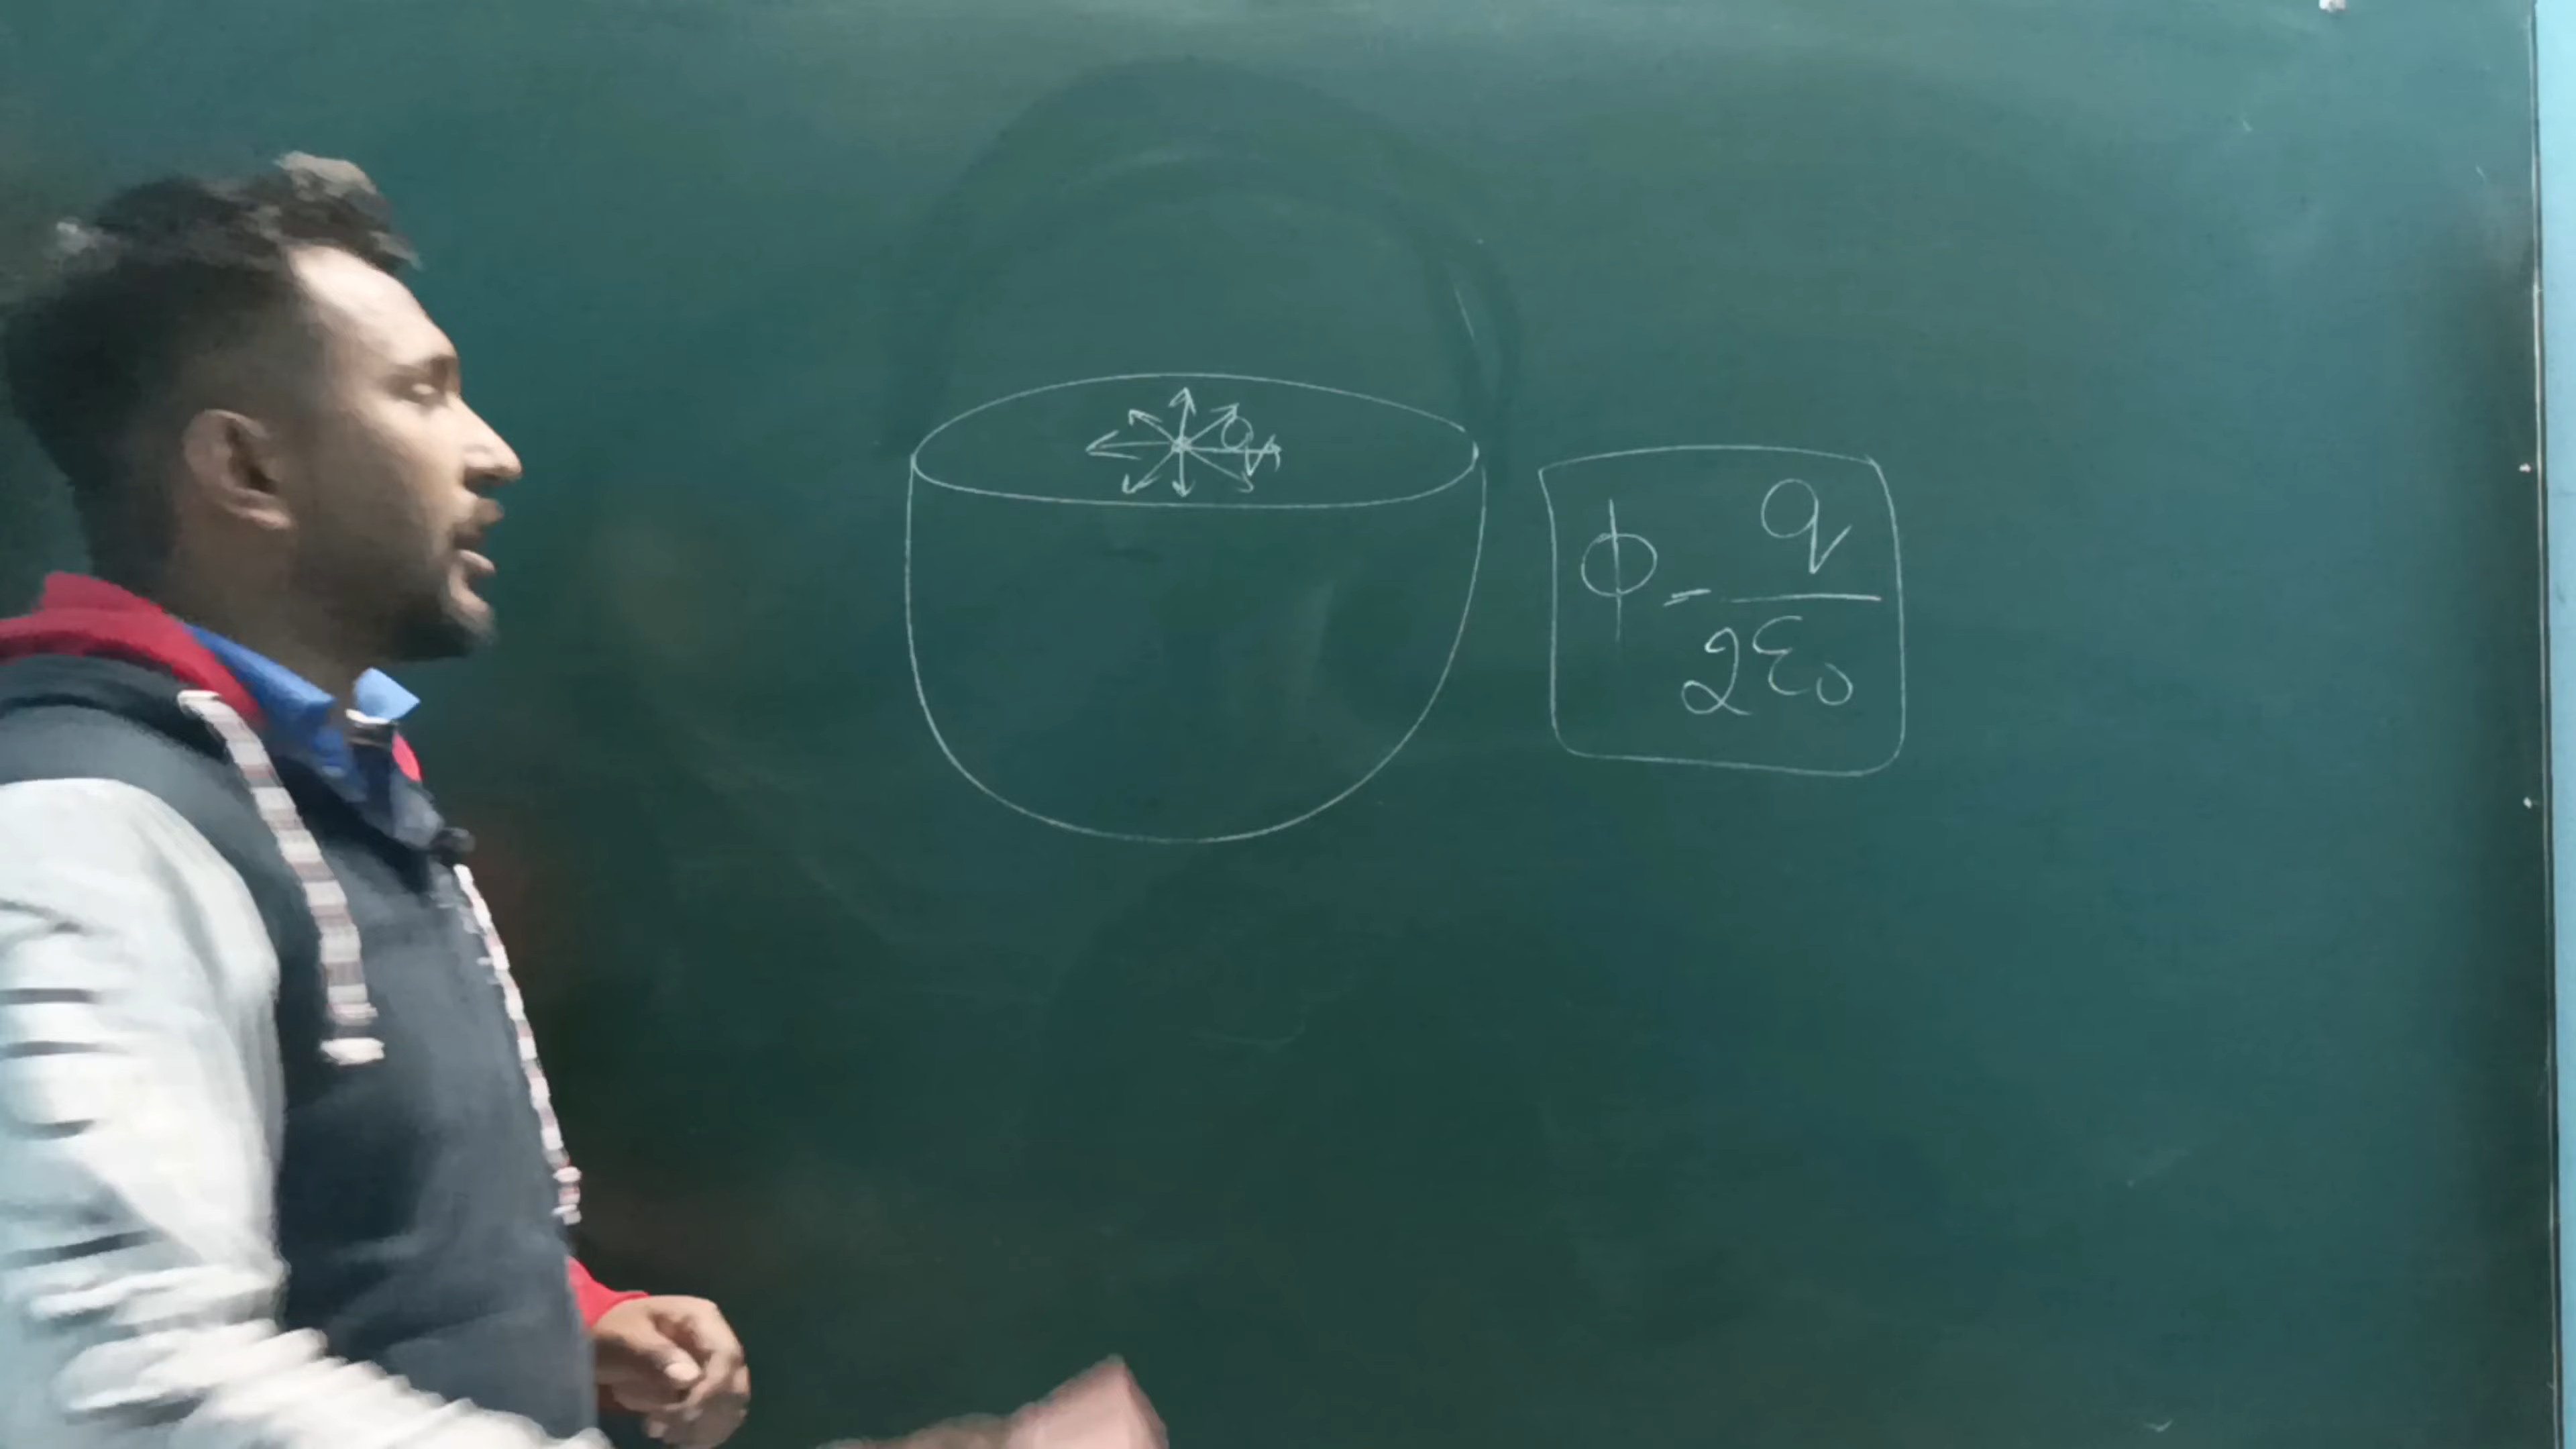 q
ϕ = q / 2ε₀